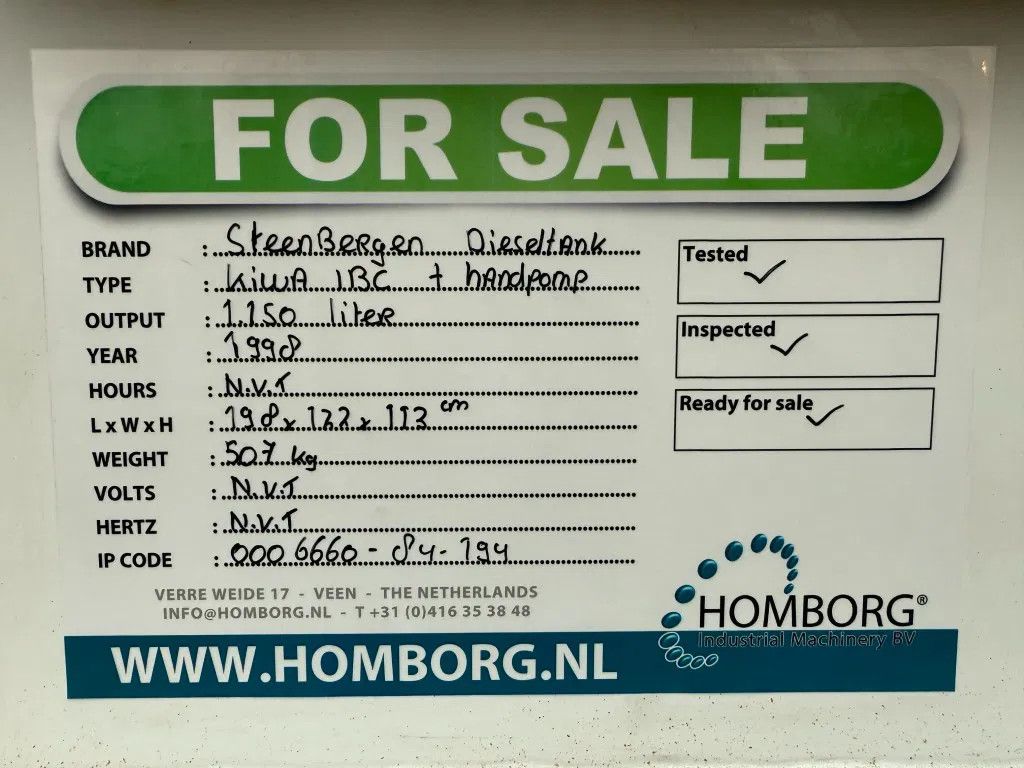 FOR SALE
BRAND : SteenBergen Dieseltank
TYPE : KIWA IBC + handpomp
OUTPUT : 1.150 liter
YEAR : 1998
HOURS : N.V.T
L x W x H : 198 x 122 x 113 cm
WEIGHT : 507 kg
VOLTS : N.V.T
HERTZ : N.V.T
IP CODE : 000 6660 - 84 - 194
Tested ✓
Inspected ✓
Ready for sale ✓
VERRE WEIDE 17 - VEEN - THE NETHERLANDS
INFO@HOMBORG.NL - T +31 (0)416 35 38 48
HOMBORG®
Industrial Machinery BV
WWW.HOMBORG.NL